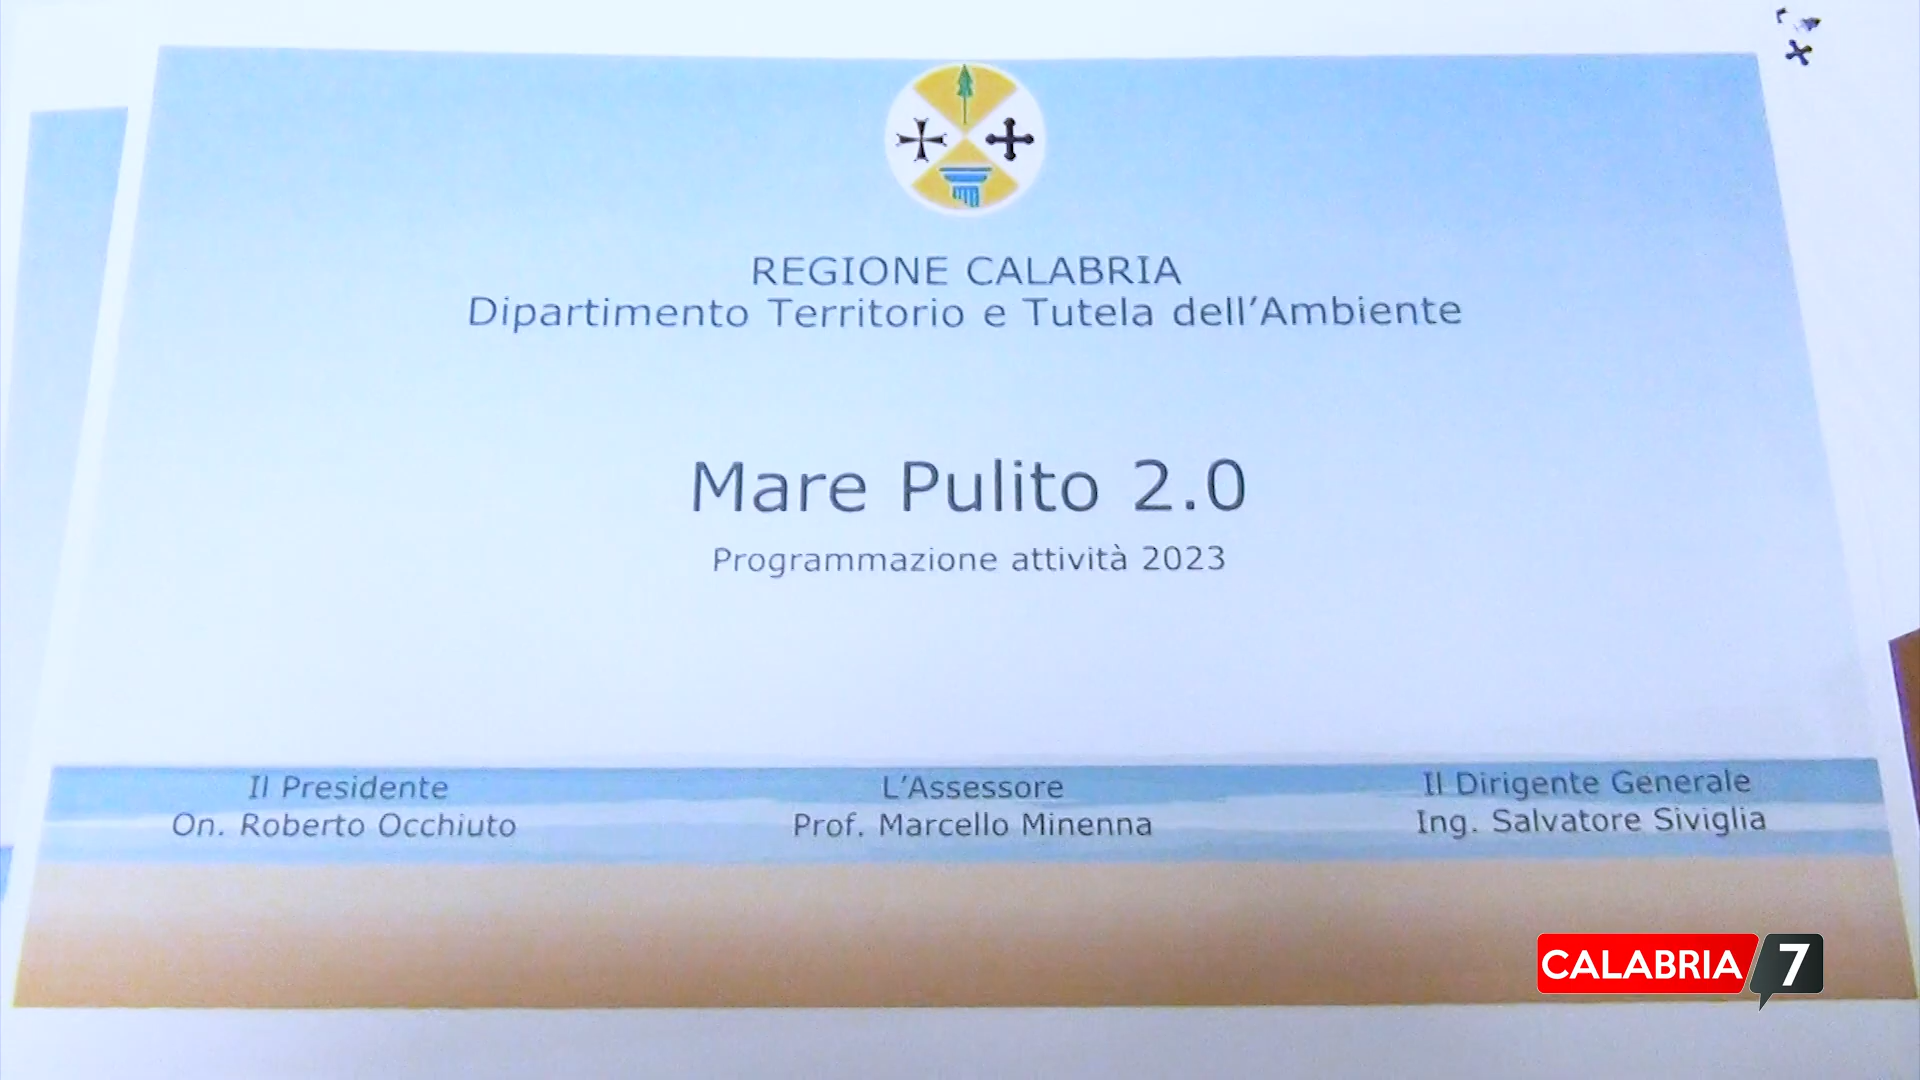 REGIONE CALABRIA
Dipartimento Territorio e Tutela dell'Ambiente
Mare Pulito 2.0
Programmazione attività 2023
Il Presidente
On. Roberto Occhiuto
L'Assessore
Prof. Marcello Minenna
Il Dirigente Generale
Ing. Salvatore Siviglia
CALABRIA 7